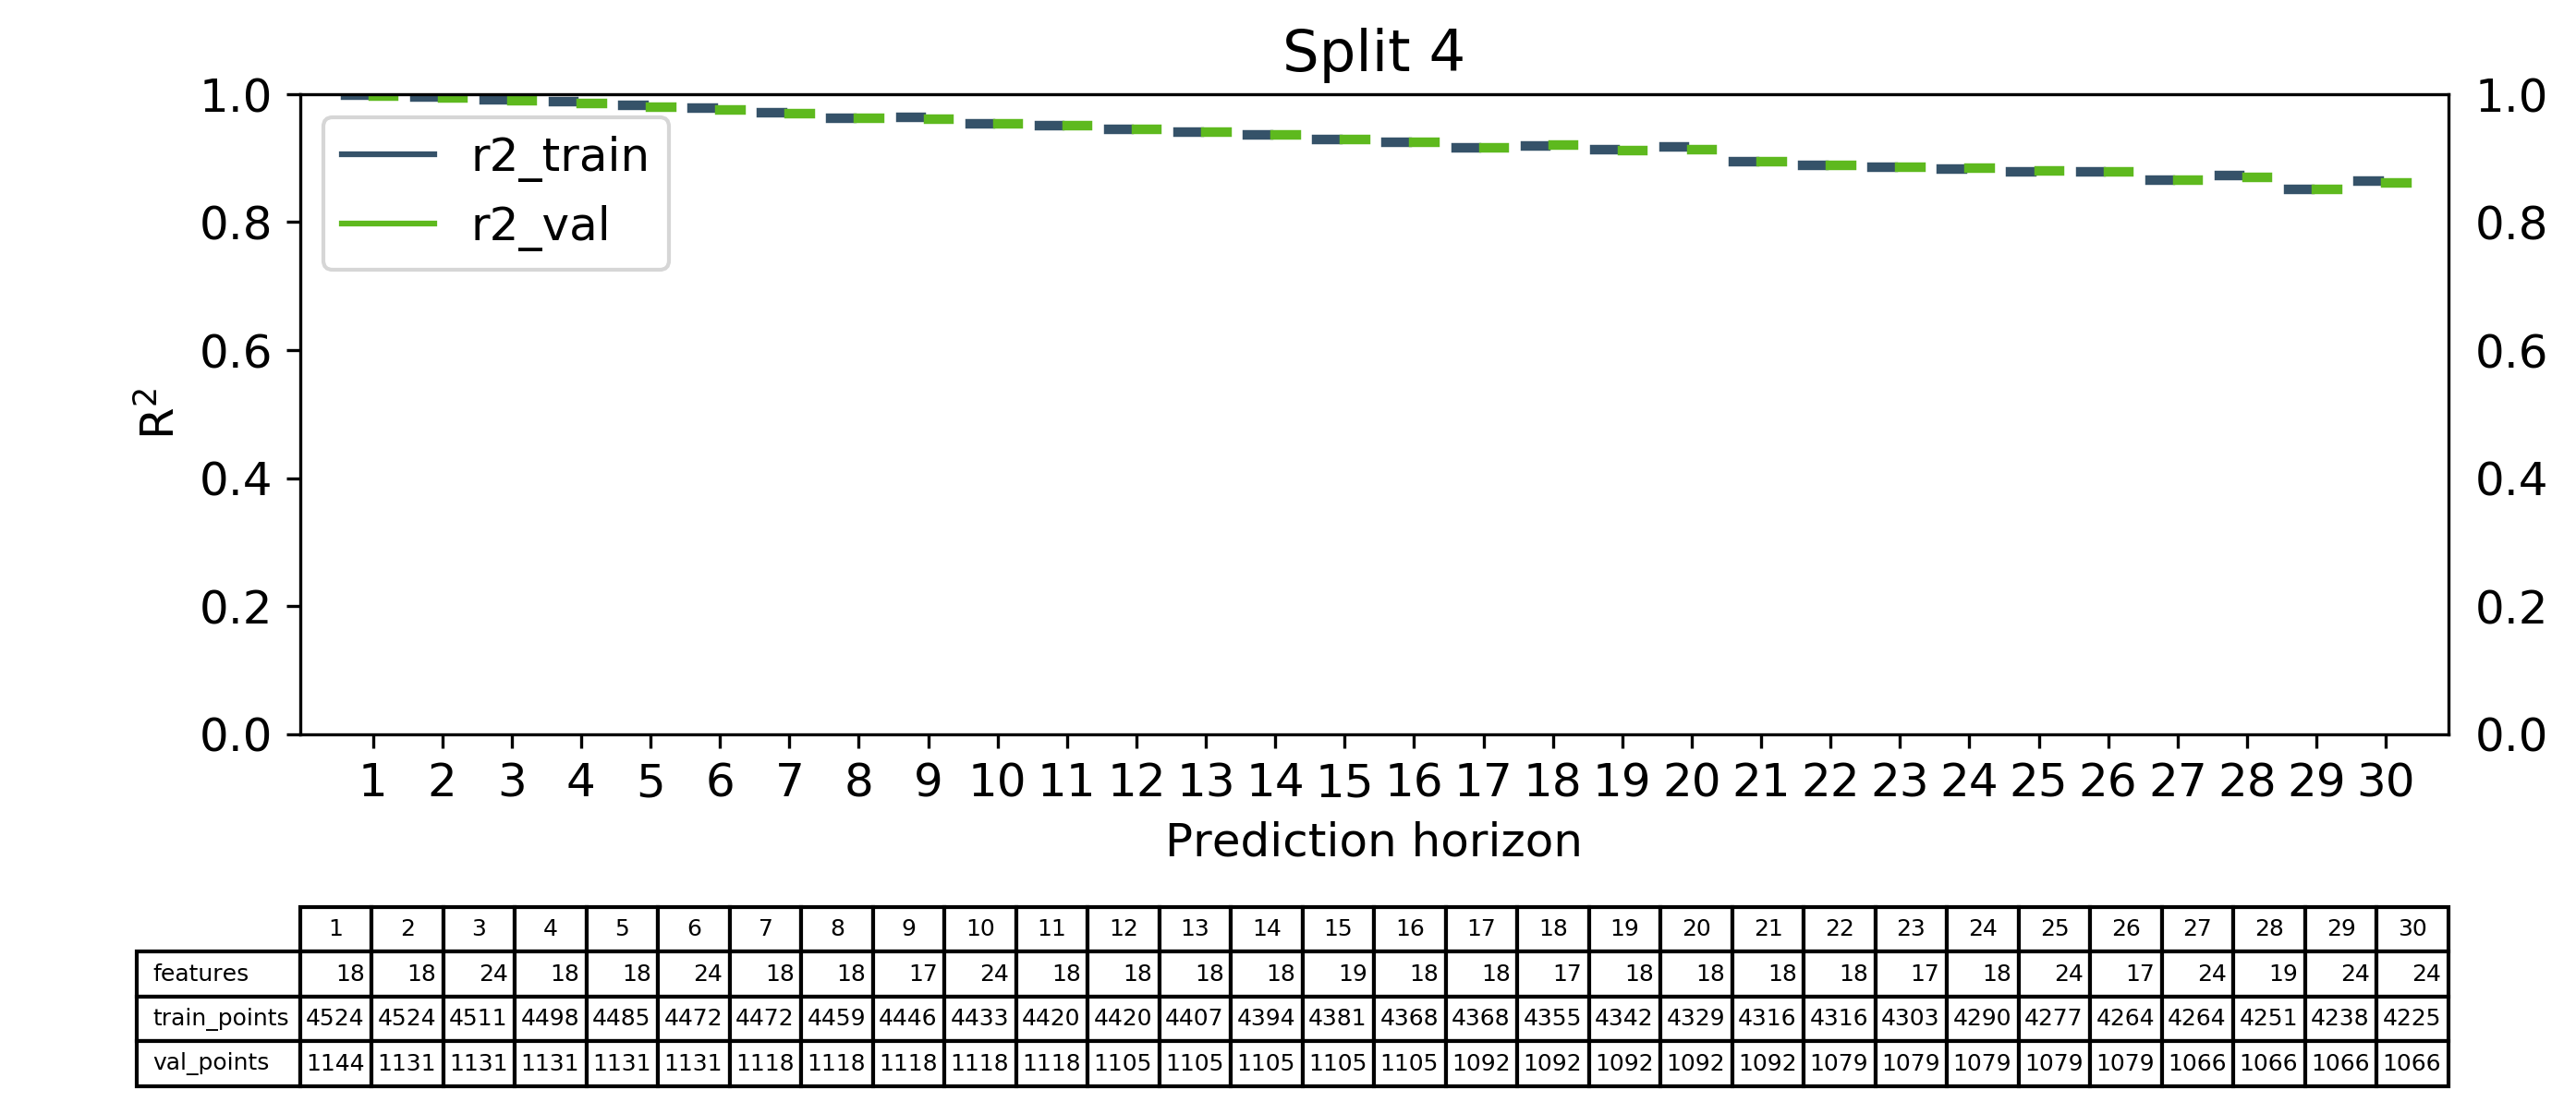 Split 4
1.0 1.0
r2_train
r2_val
0.8 0.8
0.6 0.6
R²
0.4 0.4
0.2 0.2
0.0 0.0
1 2 3 4 5 6 7 8 9 10 11 12 13 14 15 16 17 18 19 20 21 22 23 24 25 26 27 28 29 30
Prediction horizon
1 2 3 4 5 6 7 8 9 10 11 12 13 14 15 16 17 18 19 20 21 22 23 24 25 26 27 28 29 30
features 18 18 24 18 18 24 18 18 17 24 18 18 18 18 19 18 18 17 18 18 18 18 17 18 24 17 24 19 24 24
train_points 4524 4524 4511 4498 4485 4472 4472 4459 4446 4433 4420 4420 4407 4394 4381 4368 4368 4355 4342 4329 4316 4316 4303 4290 4277 4264 4264 4251 4238 4225
val_points 1144 1131 1131 1131 1131 1131 1118 1118 1118 1118 1118 1105 1105 1105 1105 1105 1092 1092 1092 1092 1092 1079 1079 1079 1079 1079 1066 1066 1066 1066